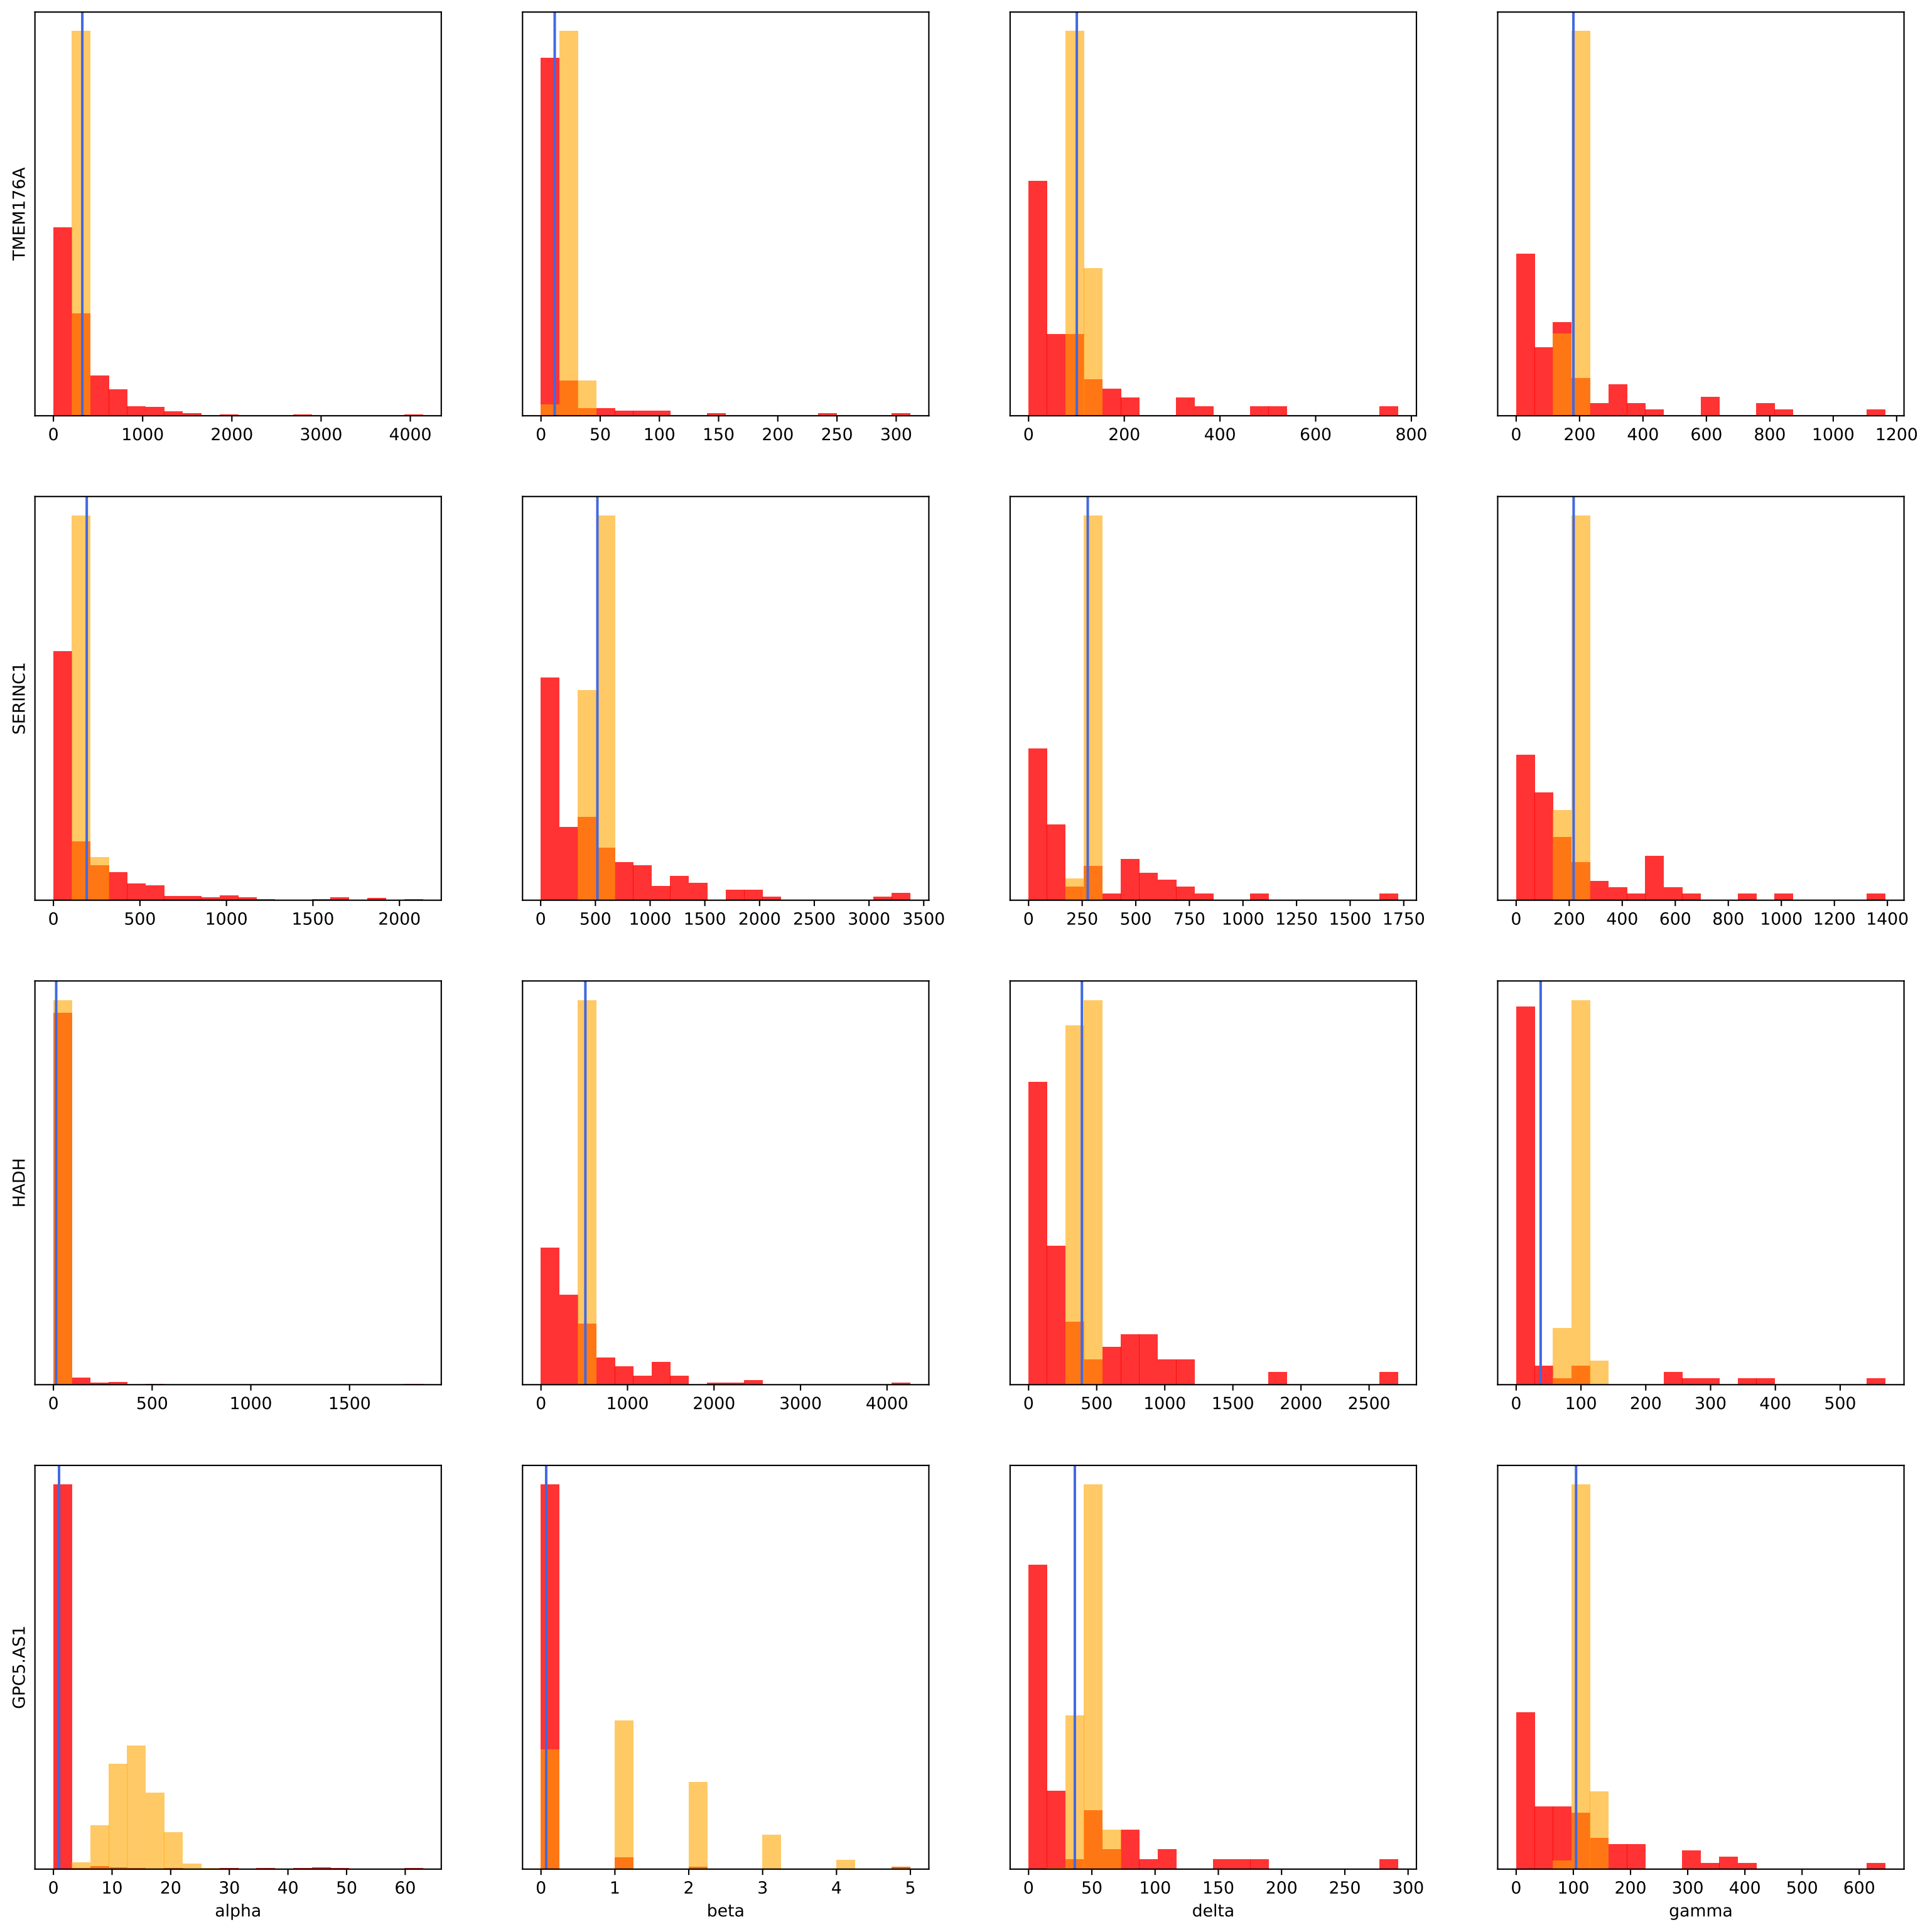 TMEM176A
0 1000 2000 3000 4000
0 50 100 150 200 250 300
0 200 400 600 800
0 200 400 600 800 1000 1200
SERINC1
0 500 1000 1500 2000
0 500 1000 1500 2000 2500 3000 3500
0 250 500 750 1000 1250 1500 1750
0 200 400 600 800 1000 1200 1400
HADH
0 500 1000 1500
0 1000 2000 3000 4000
0 500 1000 1500 2000 2500
0 100 200 300 400 500
GPC5.AS1
0 10 20 30 40 50 60
0 1 2 3 4 5
0 50 100 150 200 250 300
0 100 200 300 400 500 600
alpha beta delta gamma